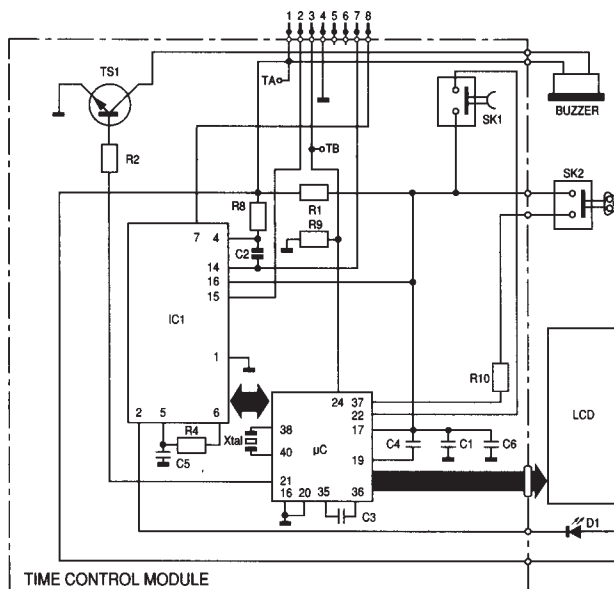 1 2 3 4 5 6 7 8
TS1
TA
BUZZER
SK1
TB
R2
SK2
R8
R1
R9
7 4
C2
14
16
15
IC1
1
R10
LCD
2 5 6
24 37
22
R4
38
17
Xtal
µC
C4 C1 C6
C5
40
19
21
16 20 35 36
C3
D1
TIME CONTROL MODULE